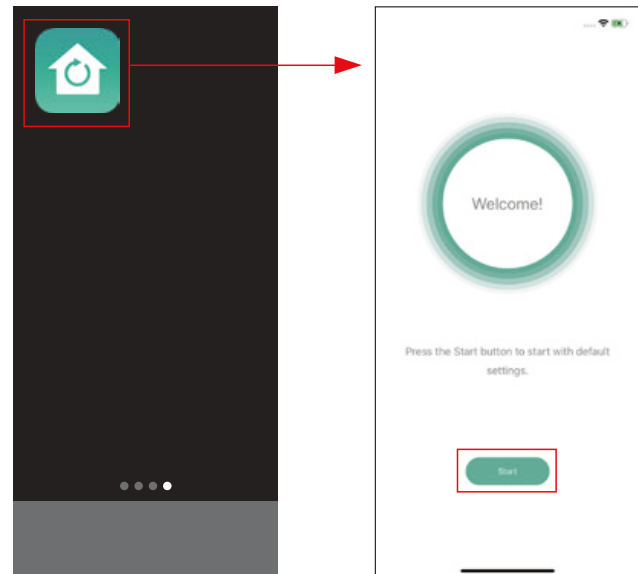 Welcome!
Press the Start button to start with default
settings.
Start